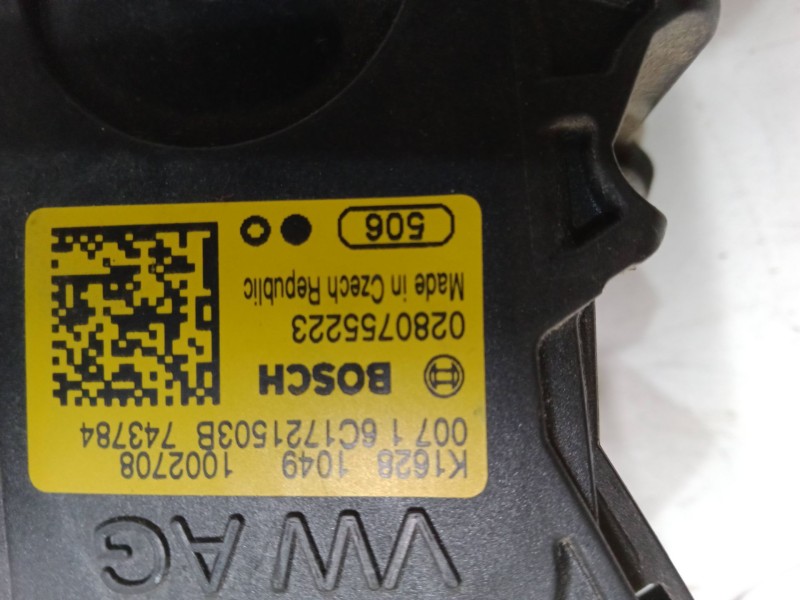 VW AG
K1628 1049 1002708
007 1 6C1721503B 743784
BOSCH
0280755223
Made in Czech Republic
506